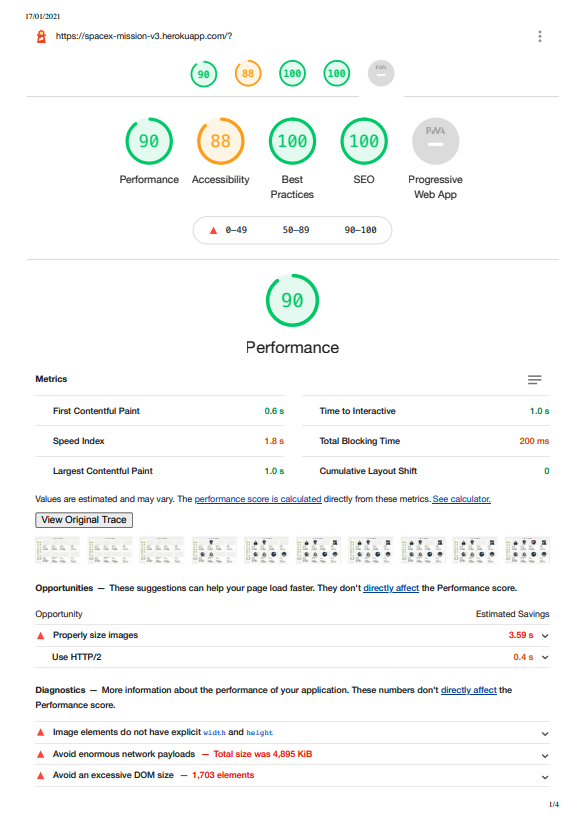 17/01/2021
https://spacex-mission-v3.herokuapp.com/?
90 88 100 100
90 88 100 100
Performance Accessibility Best Practices SEO Progressive Web App
0–49 50–89 90–100
90
Performance
Metrics
First Contentful Paint 0.6 s Time to Interactive 1.0 s
Speed Index 1.8 s Total Blocking Time 200 ms
Largest Contentful Paint 1.0 s Cumulative Layout Shift 0
Values are estimated and may vary. The performance score is calculated directly from these metrics. See calculator.
View Original Trace
Opportunities — These suggestions can help your page load faster. They don't directly affect the Performance score.
Opportunity Estimated Savings
Properly size images 3.59 s
Use HTTP/2 0.4 s
Diagnostics — More information about the performance of your application. These numbers don't directly affect the
Performance score.
Image elements do not have explicit width and height
Avoid enormous network payloads — Total size was 4,895 KiB
Avoid an excessive DOM size — 1,703 elements
1/4